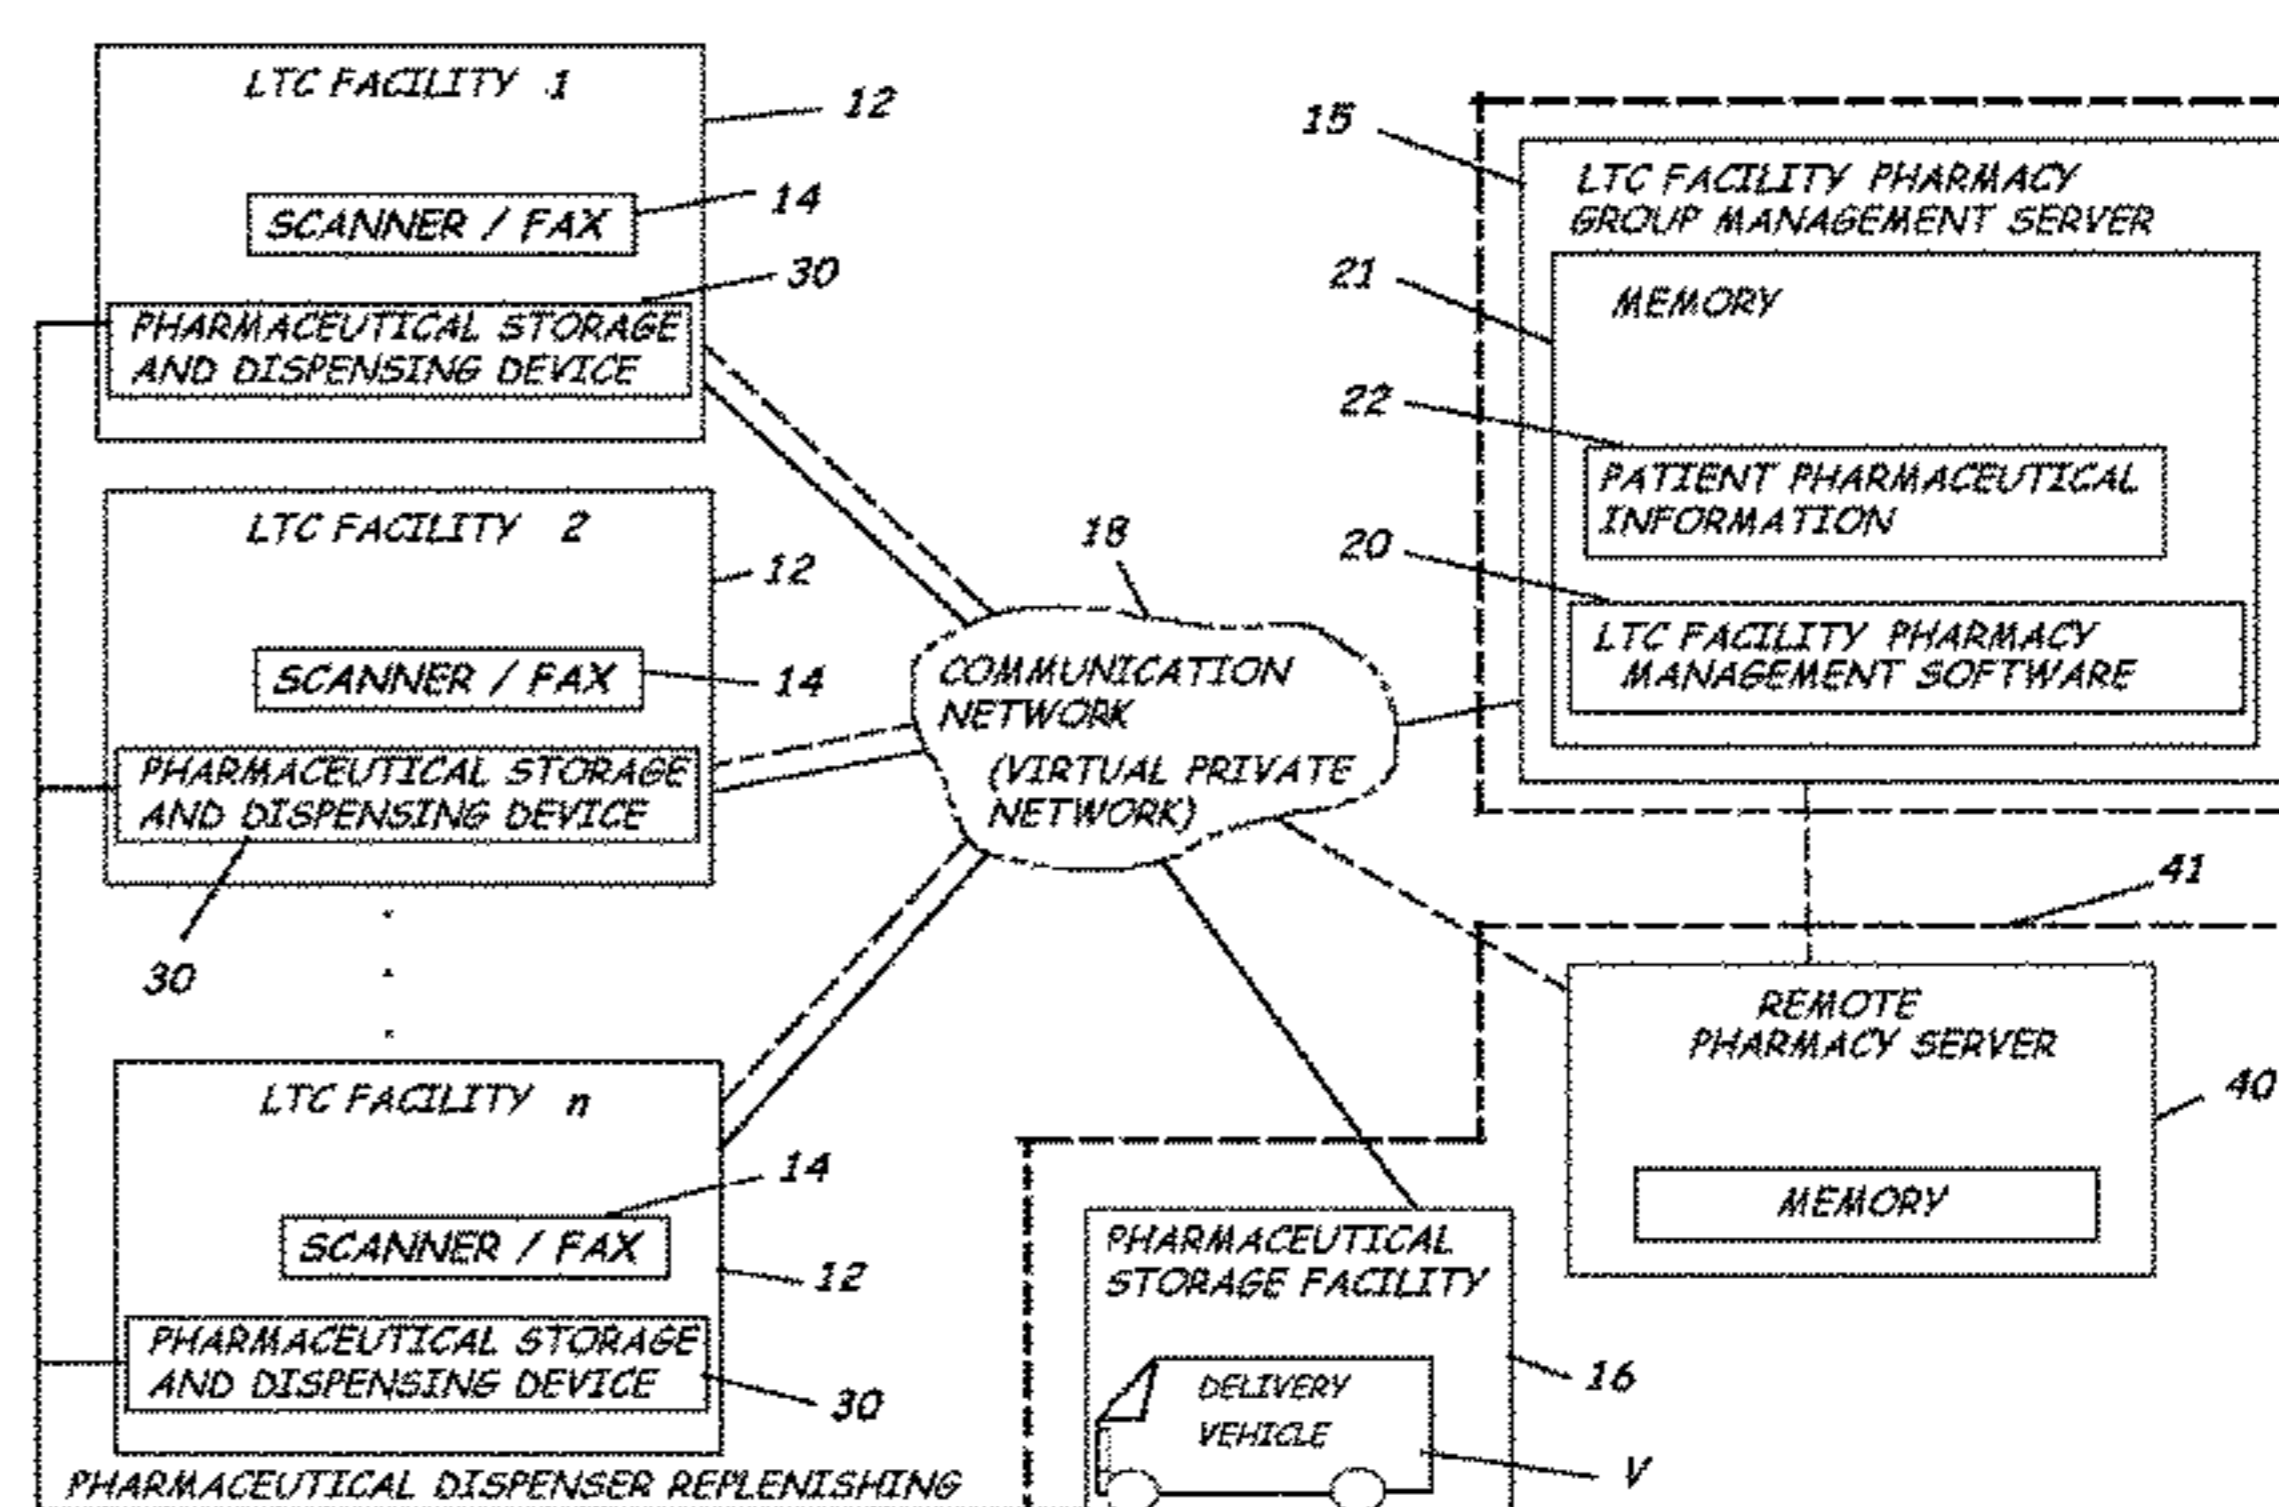 LTC FACILITY 1
12
SCANNER / FAX
14
30
PHARMACEUTICAL STORAGE
AND DISPENSING DEVICE
LTC FACILITY 2
12
SCANNER / FAX
14
PHARMACEUTICAL STORAGE
AND DISPENSING DEVICE
30
LTC FACILITY n
14
SCANNER / FAX
12
PHARMACEUTICAL STORAGE
AND DISPENSING DEVICE
30
PHARMACEUTICAL DISPENSER REPLENISHING
18
COMMUNICATION
NETWORK
(VIRTUAL PRIVATE
NETWORK)
15
LTC FACILITY PHARMACY
GROUP MANAGEMENT SERVER
21
MEMORY
22
PATIENT PHARMACEUTICAL
INFORMATION
20
LTC FACILITY PHARMACY
MANAGEMENT SOFTWARE
41
REMOTE
PHARMACY SERVER
40
MEMORY
PHARMACEUTICAL
STORAGE FACILITY
16
DELIVERY
VEHICLE
V